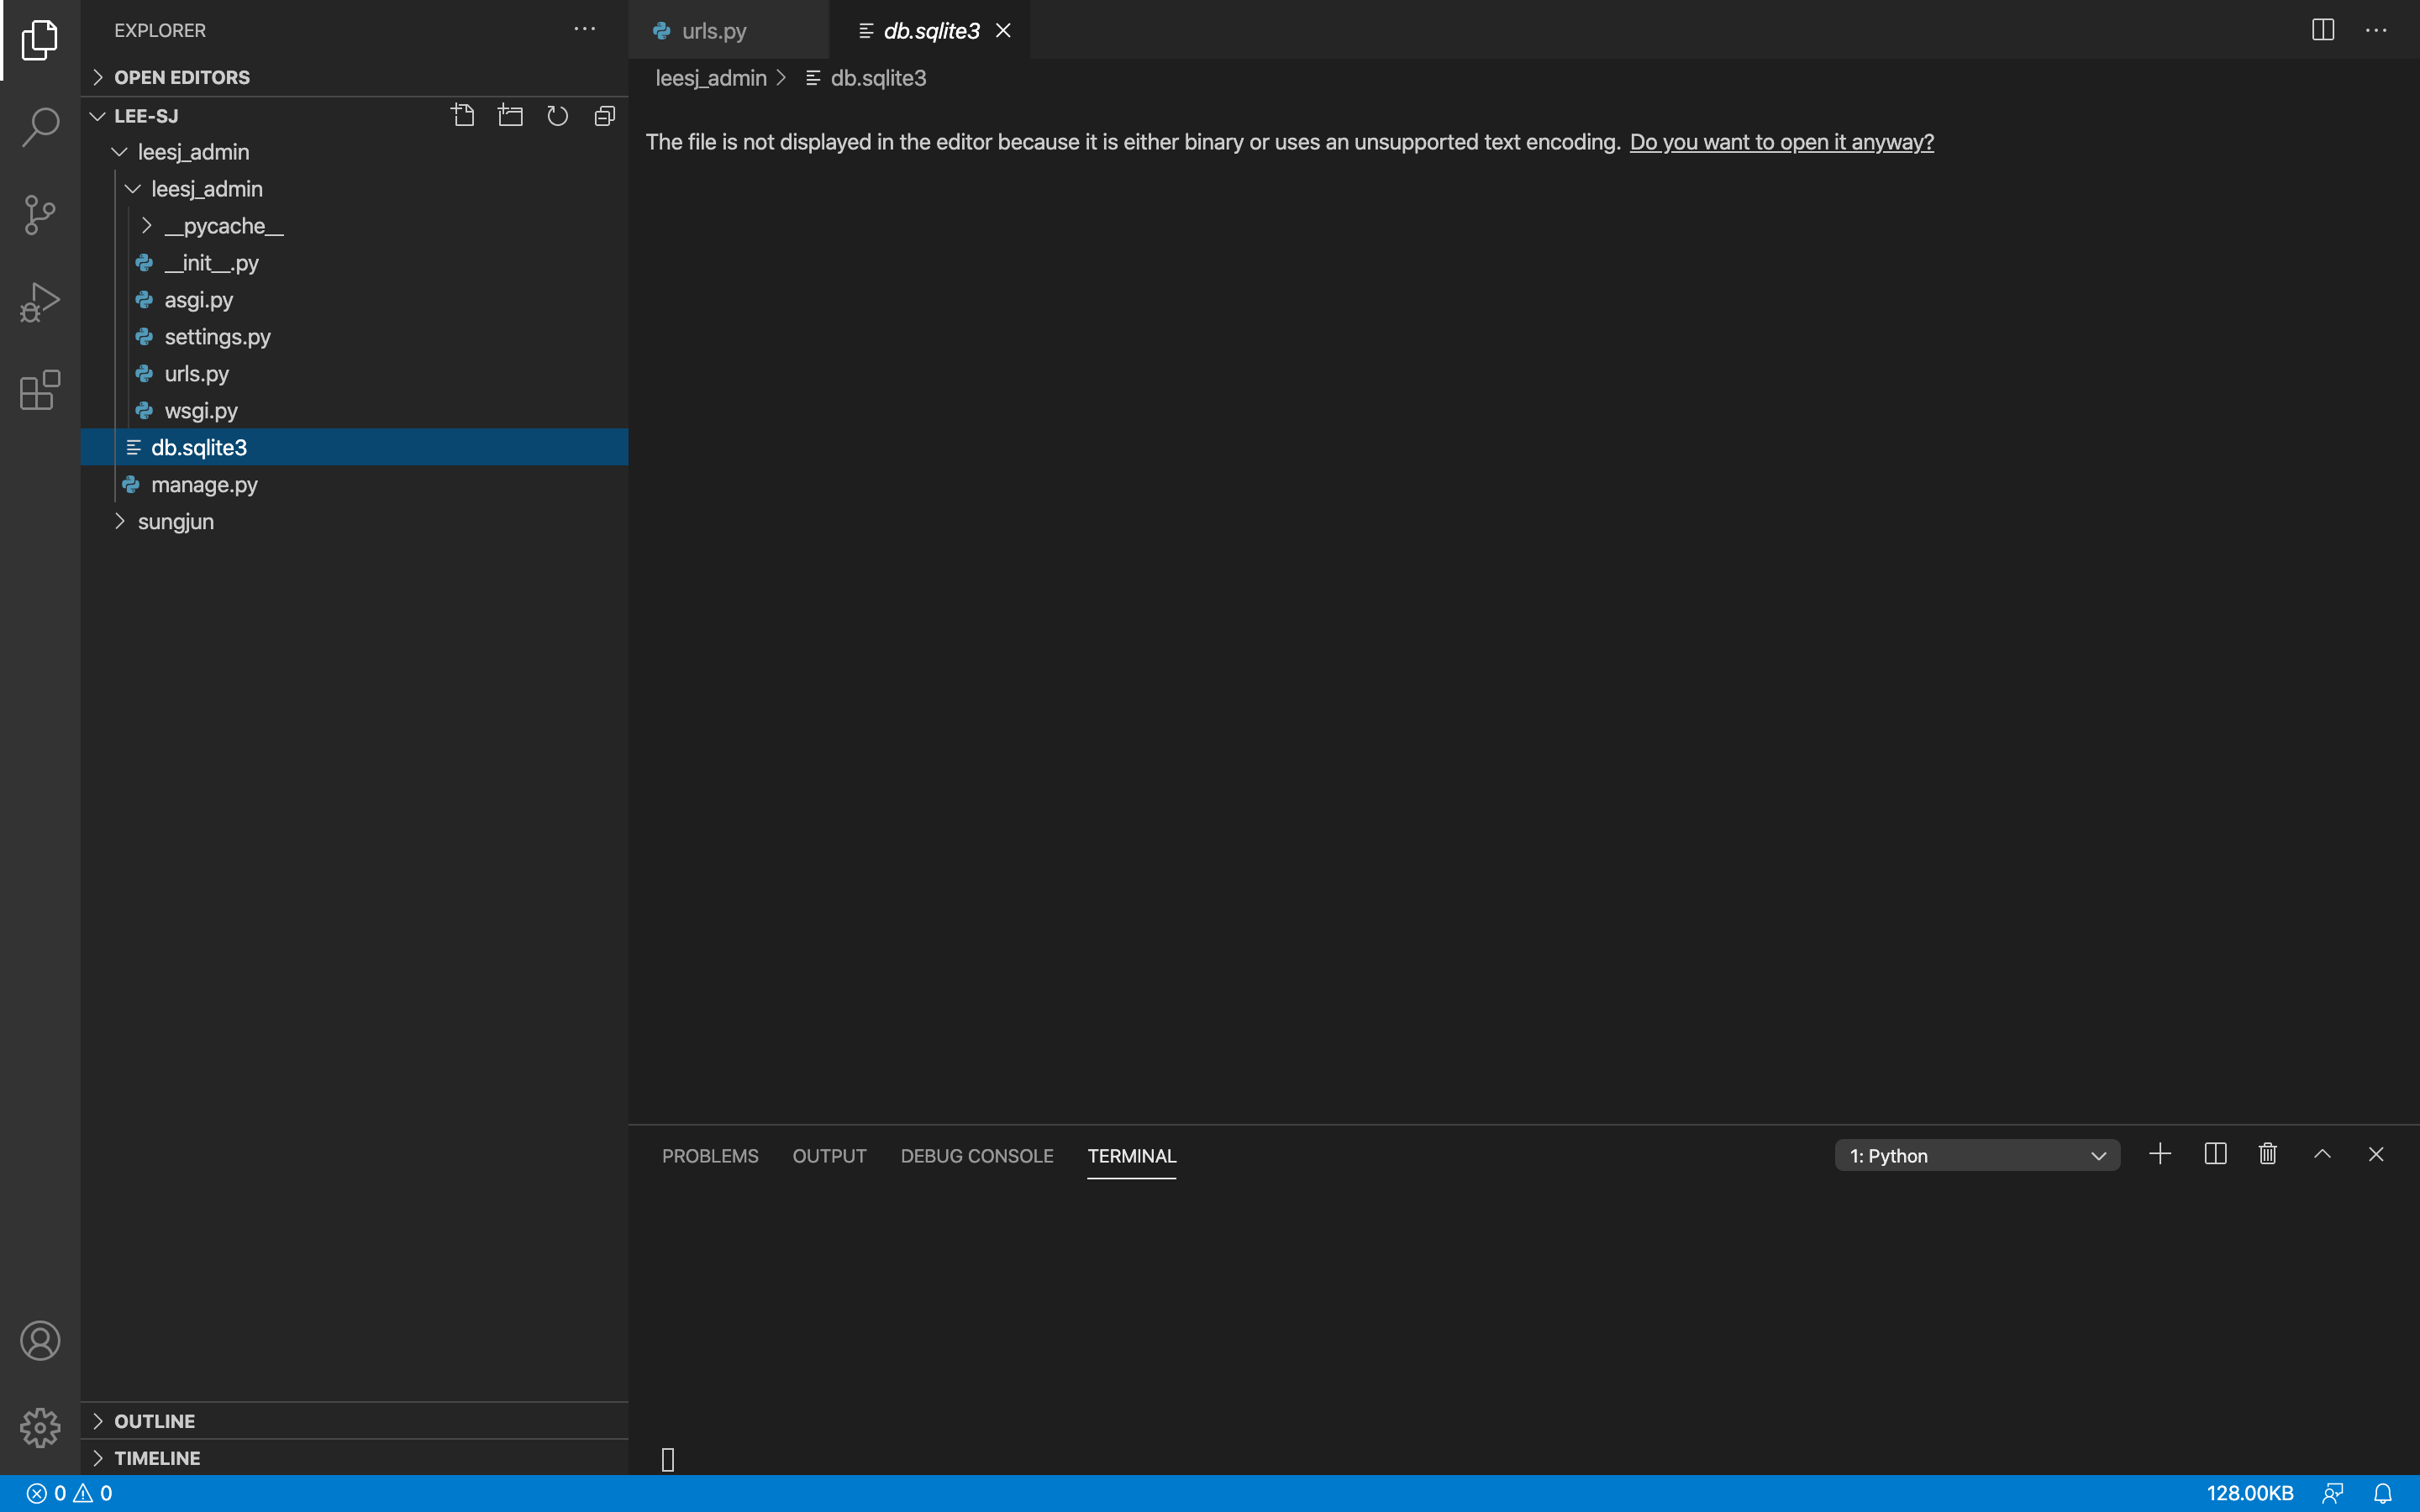 EXPLORER
OPEN EDITORS
LEE-SJ
leesj_admin
leesj_admin
__pycache__
__init__.py
asgi.py
settings.py
urls.py
wsgi.py
db.sqlite3
manage.py
sungjun
OUTLINE
TIMELINE
urls.py
db.sqlite3
leesj_admin > db.sqlite3
The file is not displayed in the editor because it is either binary or uses an unsupported text encoding. Do you want to open it anyway?
PROBLEMS OUTPUT DEBUG CONSOLE TERMINAL
1: Python
0 0
128.00KB